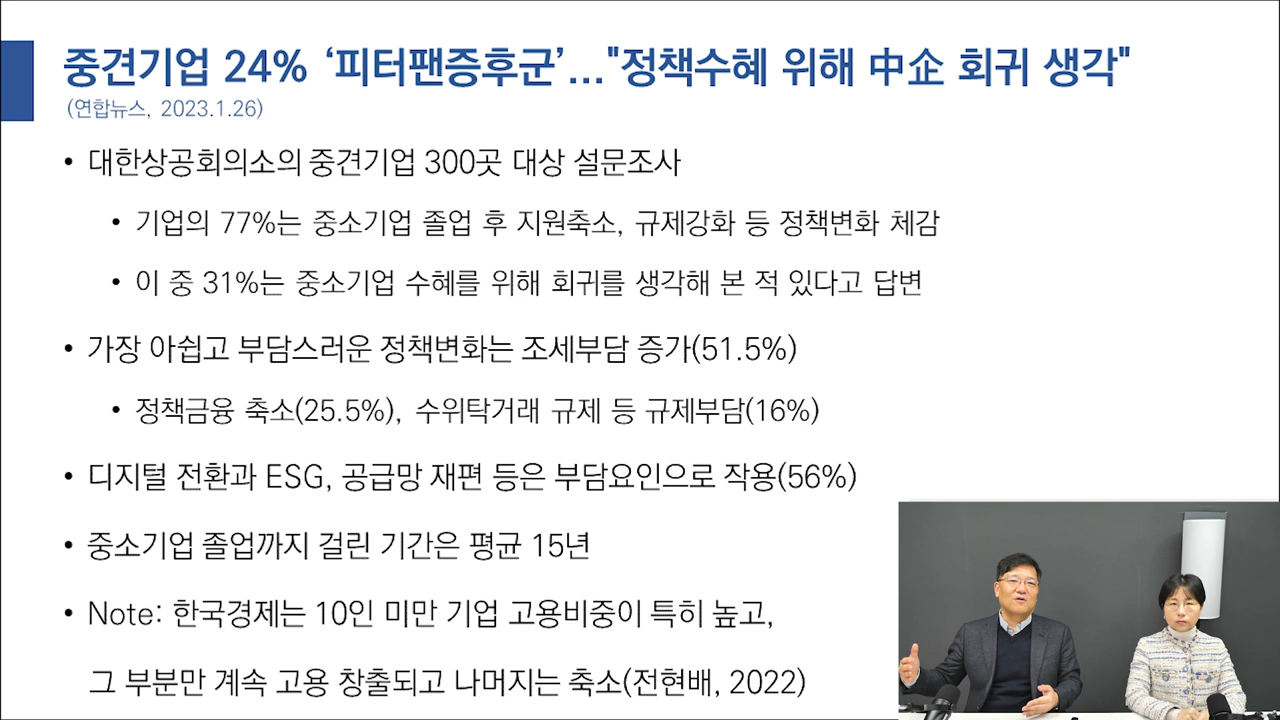 중견기업 24% ‘피터팬증후군’..."정책수혜 위해 中企 회귀 생각"
(연합뉴스, 2023.1.26)
• 대한상공회의소의 중견기업 300곳 대상 설문조사
• 기업의 77%는 중소기업 졸업 후 지원축소, 규제강화 등 정책변화 체감
• 이 중 31%는 중소기업 수혜를 위해 회귀를 생각해 본 적 있다고 답변
• 가장 아쉽고 부담스러운 정책변화는 조세부담 증가(51.5%)
• 정책금융 축소(25.5%), 수위탁거래 규제 등 규제부담(16%)
• 디지털 전환과 ESG, 공급망 재편 등은 부담요인으로 작용(56%)
• 중소기업 졸업까지 걸린 기간은 평균 15년
• Note: 한국경제는 10인 미만 기업 고용비중이 특히 높고,
그 부분만 계속 고용 창출되고 나머지는 축소(전현배, 2022)